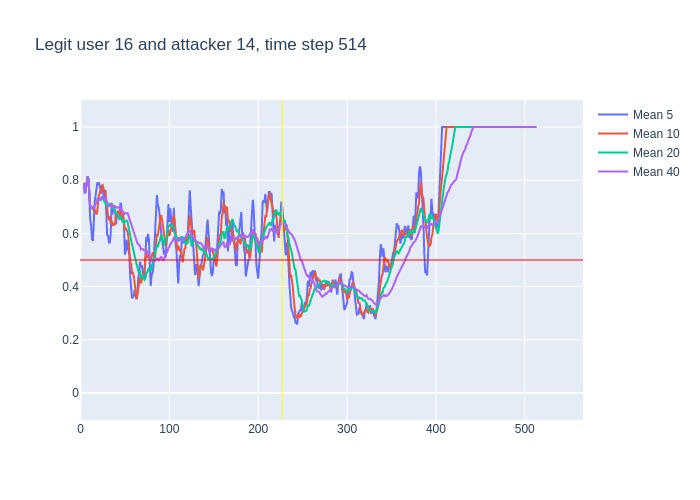 Legit user 16 and attacker 14, time step 514
Mean 5
Mean 10
Mean 20
Mean 40
1
0.8
0.6
0.4
0.2
0
0 100 200 300 400 500